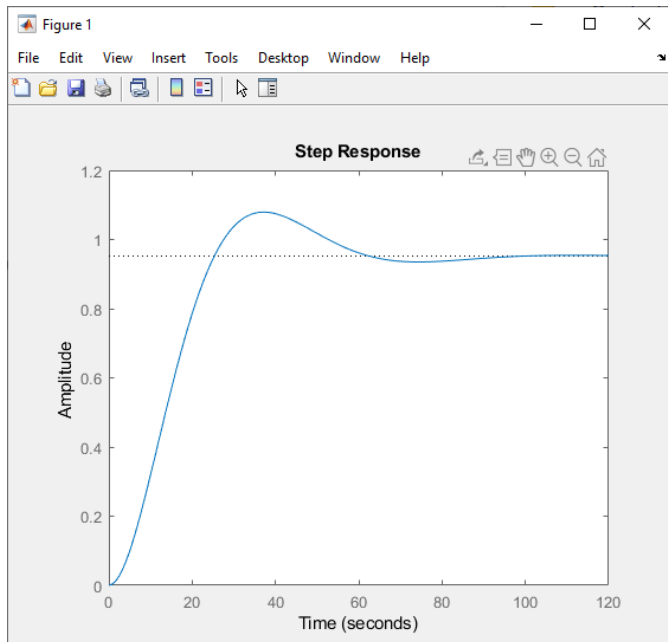 Figure 1
File Edit View Insert Tools Desktop Window Help
Step Response
1.2
1
0.8
0.6
0.4
0.2
0
Amplitude
0 20 40 60 80 100 120
Time (seconds)